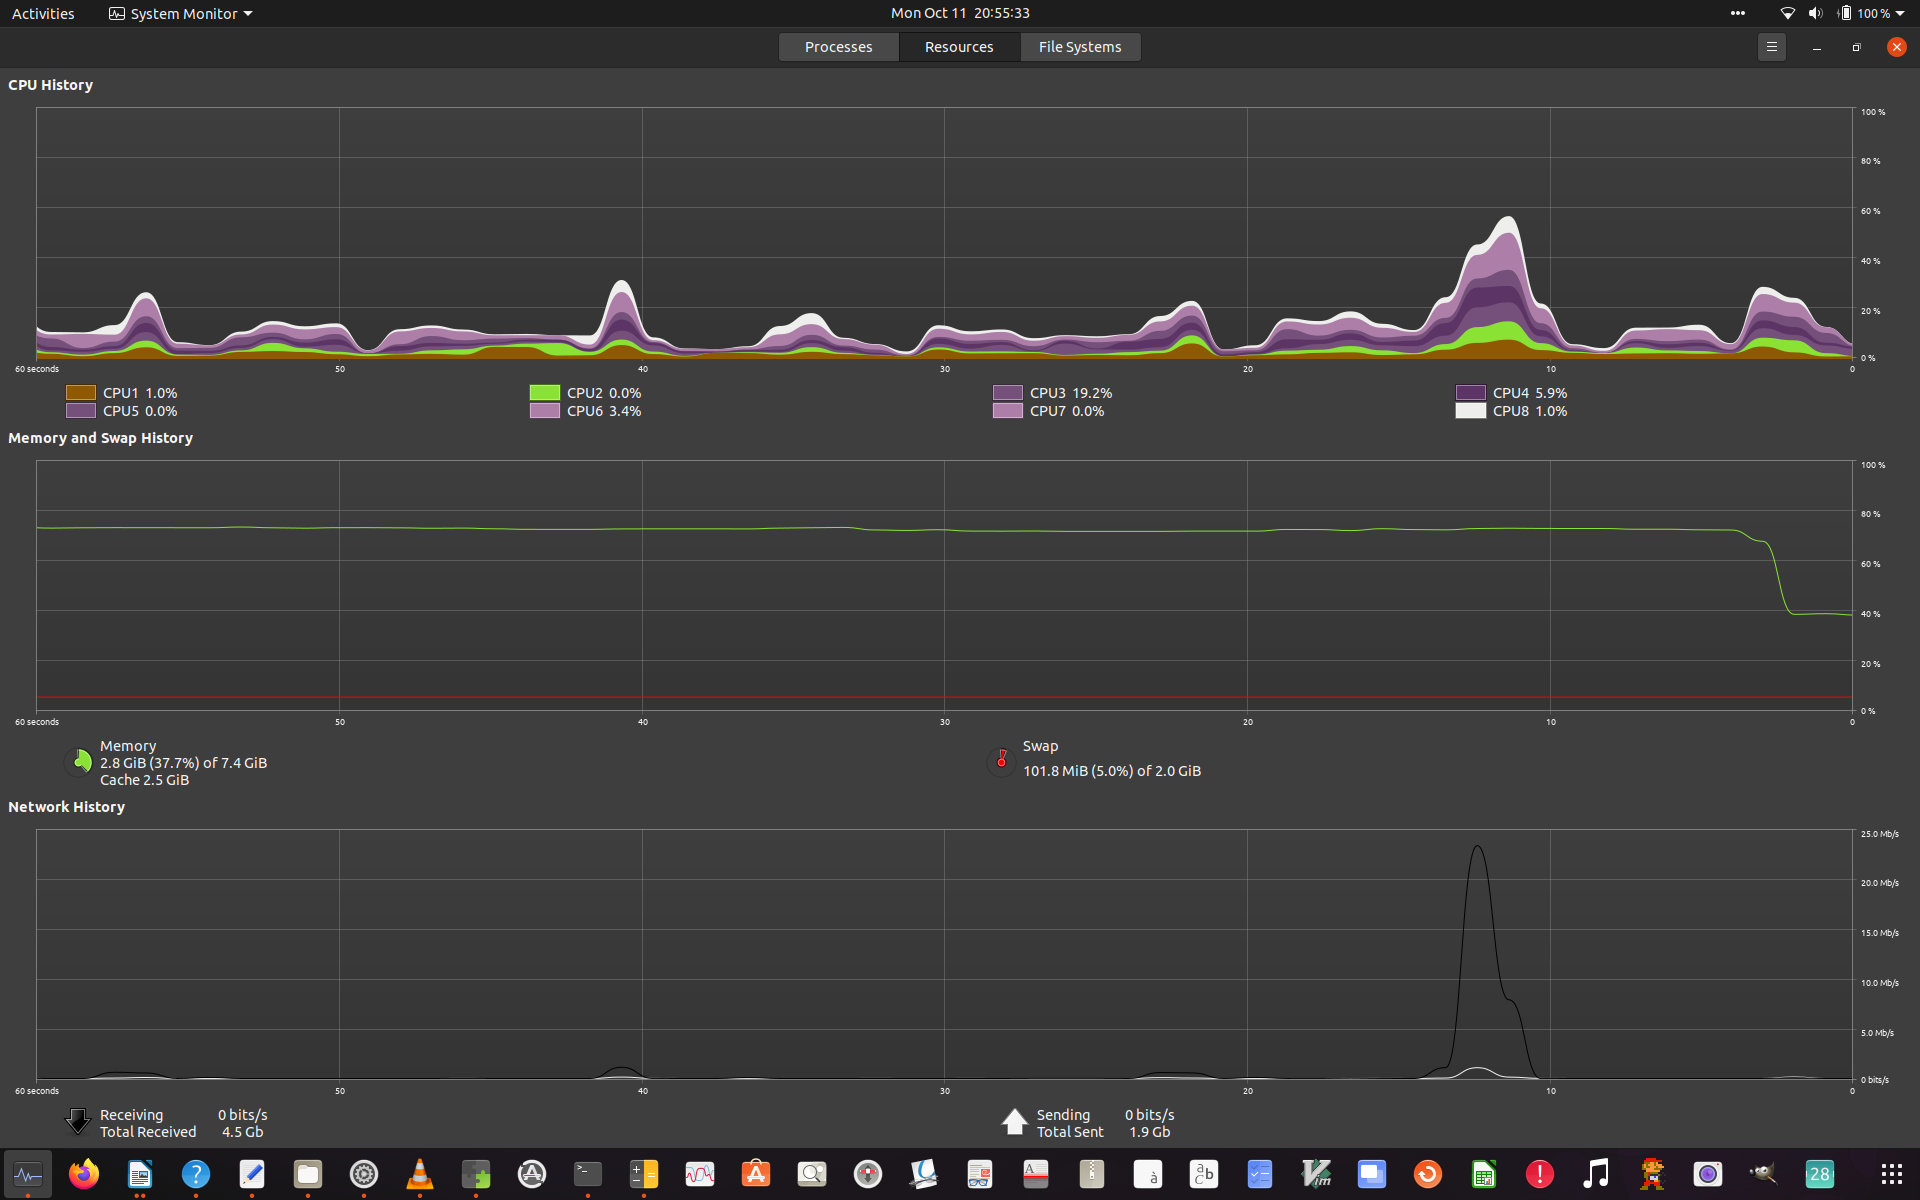 Activities
System Monitor
Mon Oct 11 20:55:33
100 %
Processes
Resources
File Systems
CPU History
100 %
80 %
60 %
40 %
20 %
0 %
60 seconds 50 40 30 20 10 0
CPU1 1.0% CPU2 0.0% CPU3 19.2% CPU4 5.9%
CPU5 0.0% CPU6 3.4% CPU7 0.0% CPU8 1.0%
Memory and Swap History
100 %
80 %
60 %
40 %
20 %
0 %
60 seconds 50 40 30 20 10 0
Memory
2.8 GiB (37.7%) of 7.4 GiB
Cache 2.5 GiB
Swap
101.8 MiB (5.0%) of 2.0 GiB
Network History
25.0 Mb/s
20.0 Mb/s
15.0 Mb/s
10.0 Mb/s
5.0 Mb/s
0 bits/s
60 seconds 50 40 30 20 10 0
Receiving 0 bits/s
Total Received 4.5 Gb
Sending 0 bits/s
Total Sent 1.9 Gb
28